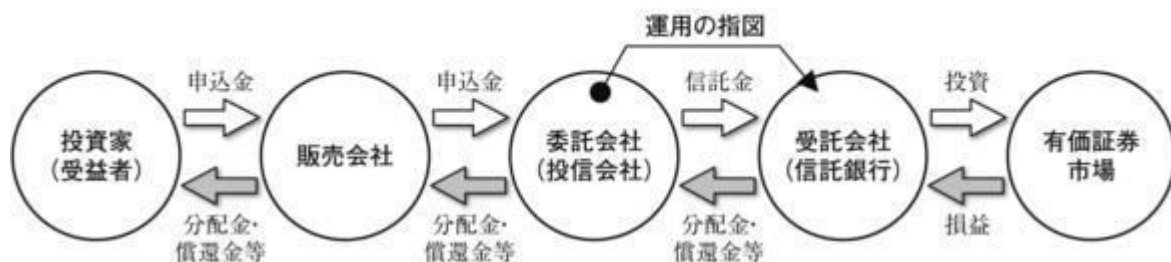 運用の指図
申込金
申込金
信託金
投資
投資家
(受益者)
販売会社
委託会社
(投信会社)
受託会社
(信託銀行)
有価証券
市場
分配金・
償還金等
分配金・
償還金等
分配金・
償還金等
損益